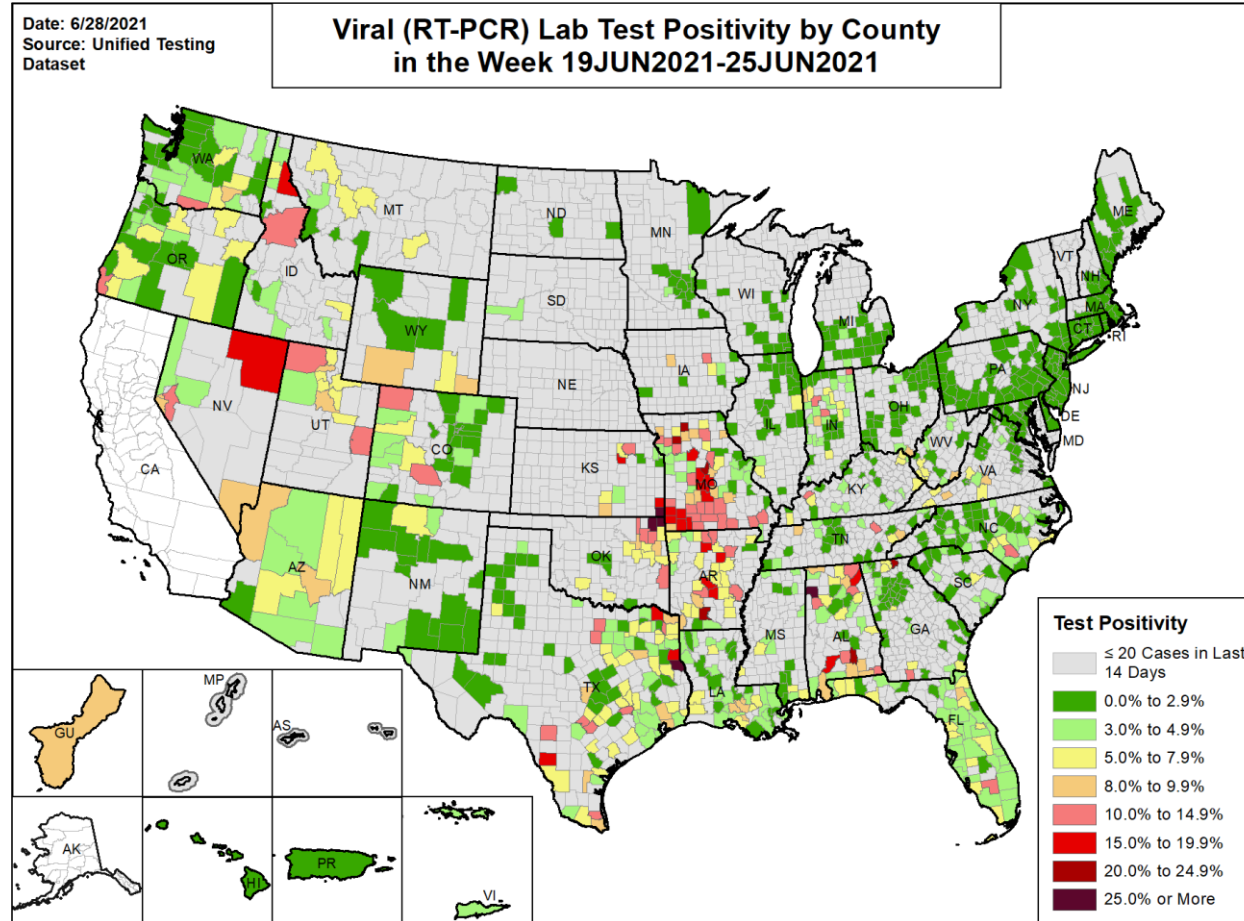 Date: 6/28/2021
Source: Unified Testing
Dataset
Viral (RT-PCR) Lab Test Positivity by County
in the Week 19JUN2021-25JUN2021
WA
MT
ND
MN
ME
OR
ID
SD
WI
MI
VT
NH
NY
MA
CT
RI
WY
IA
NE
PA
NJ
NV
UT
CO
IL
IN
OH
DE
MD
WV
VA
CA
KS
MO
KY
AZ
NM
OK
AR
TN
NC
SC
MS
AL
GA
TX
LA
FL
GU
MP
AS
AK
HI
PR
VI
Test Positivity
≤ 20 Cases in Last
14 Days
0.0% to 2.9%
3.0% to 4.9%
5.0% to 7.9%
8.0% to 9.9%
10.0% to 14.9%
15.0% to 19.9%
20.0% to 24.9%
25.0% or More